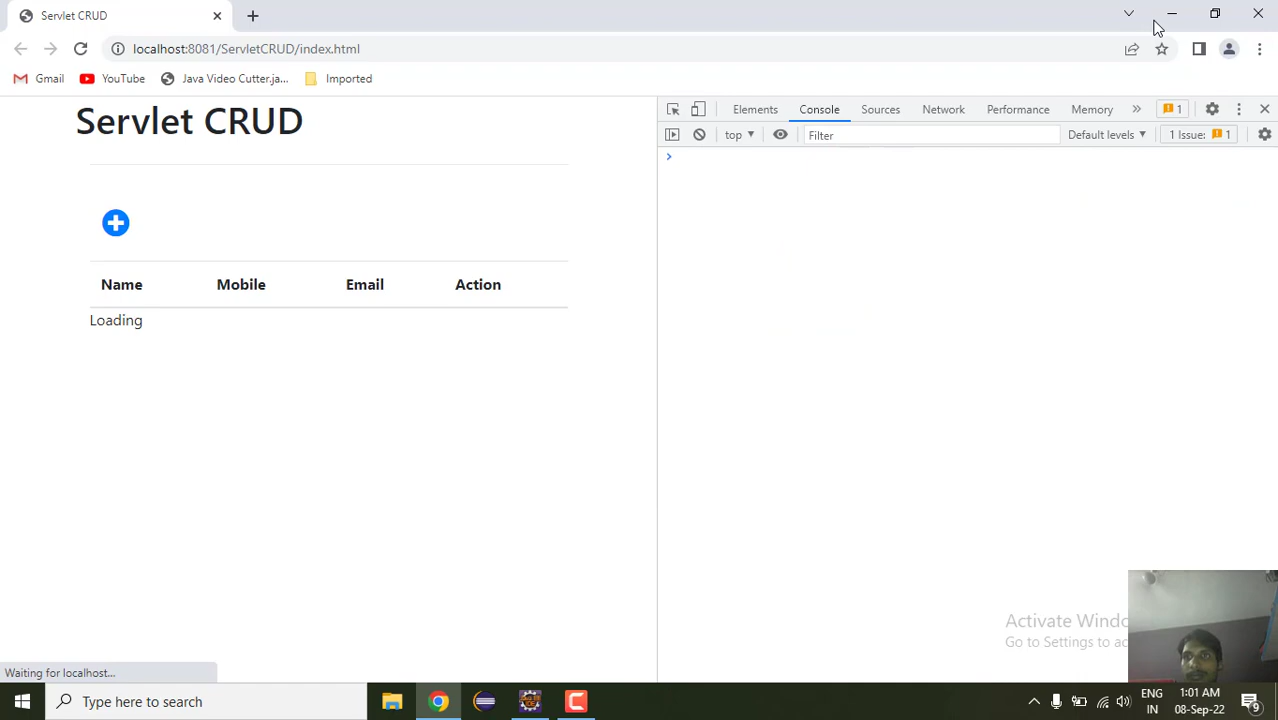 Servlet CRUD
localhost:8081/ServletCRUD/index.html
Gmail YouTube Java Video Cutter.ja... Imported
Servlet CRUD
Name Mobile Email Action
Loading
Elements Console Sources Network Performance Memory » 1
top Filter Default levels 1 Issue: 1
Activate Windo
Go to Settings to ac
Waiting for localhost...
Type here to search
ENG
IN
1:01 AM
08-Sep-22
9